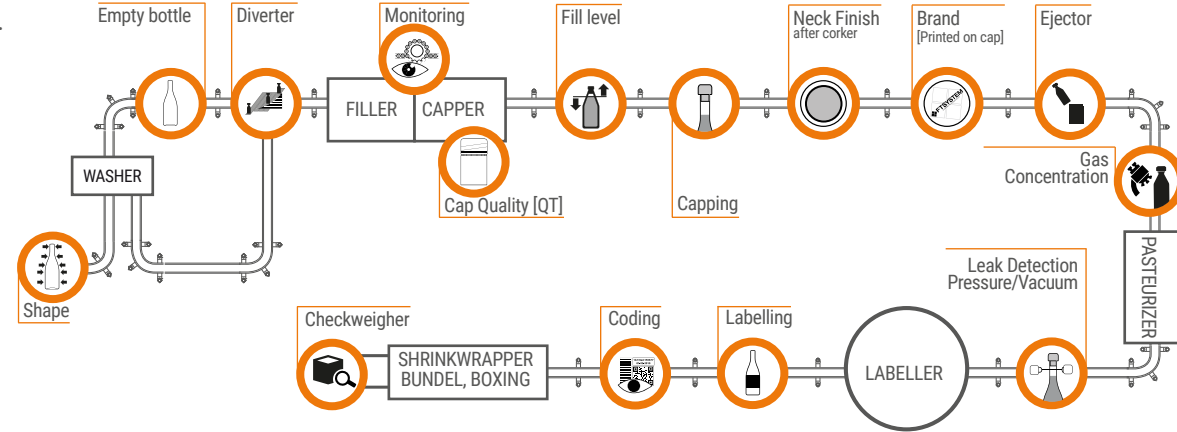 Empty bottle
Diverter
Monitoring
Fill level
Neck Finish
after corker
Brand
[Printed on cap]
Ejector
FILLER
CAPPER
FTSYSTEM
WASHER
Cap Quality [QT]
Capping
Gas
Concentration
Shape
PASTEURIZER
Leak Detection
Pressure/Vacuum
Checkweigher
Coding
Labelling
SHRINKWRAPPER
BUNDEL, BOXING
LABELLER